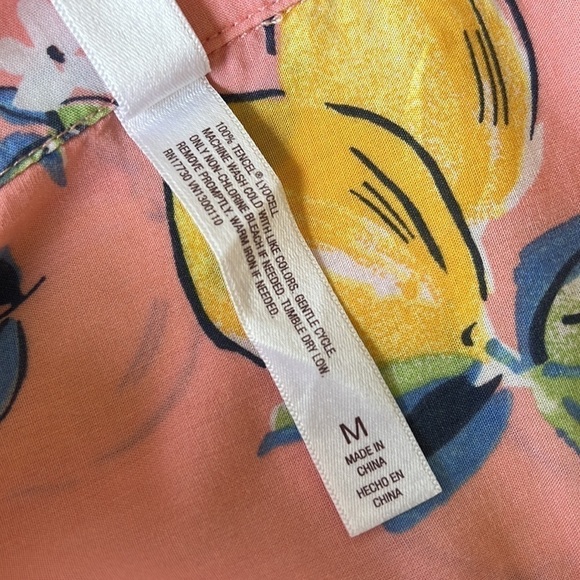 100% TENCEL® LYOCELL
MACHINE WASH COLD WITH LIKE COLORS. GENTLE CYCLE.
ONLY NON-CHLORINE BLEACH IF NEEDED. TUMBLE DRY LOW.
REMOVE PROMPTLY. WARM IRON IF NEEDED.
RN17730 VN1300110
M
MADE IN
CHINA
HECHO EN
CHINA